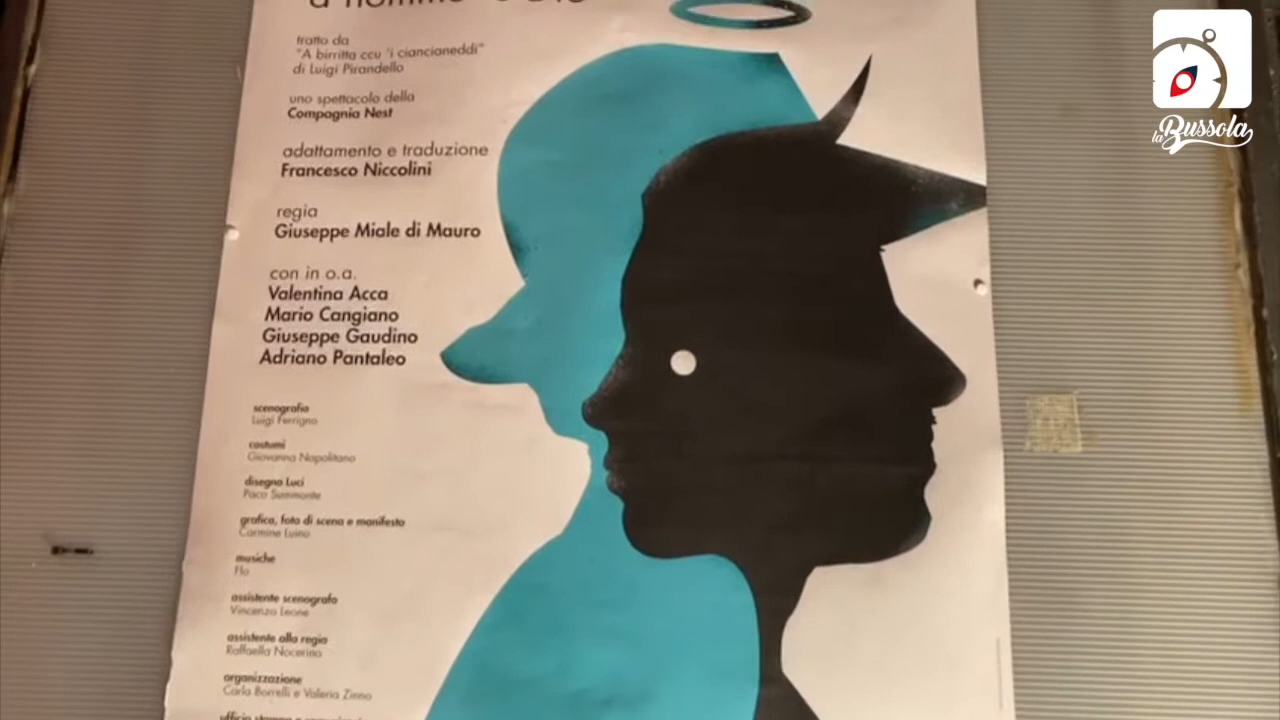 tratto da
"A birritta ccu 'i ciancianeddi"
di Luigi Pirandello
uno spettacolo della
Compagnia Nest
adattamento e traduzione
Francesco Niccolini
regia
Giuseppe Miale di Mauro
con in o.a.
Valentina Acca
Mario Cangiano
Giuseppe Gaudino
Adriano Pantaleo
scenografia
Luigi Ferrigno
costumi
Giovanna Napolitano
disegno Luci
Paco Summonte
grafica, foto di scena e manifesto
Carmine Luino
musiche
Flo
assistente scenografo
Vincenzo Leone
assistente alla regia
Raffaella Nocerino
organizzazione
Carla Borrelli e Valeria Zinno
la Bussola